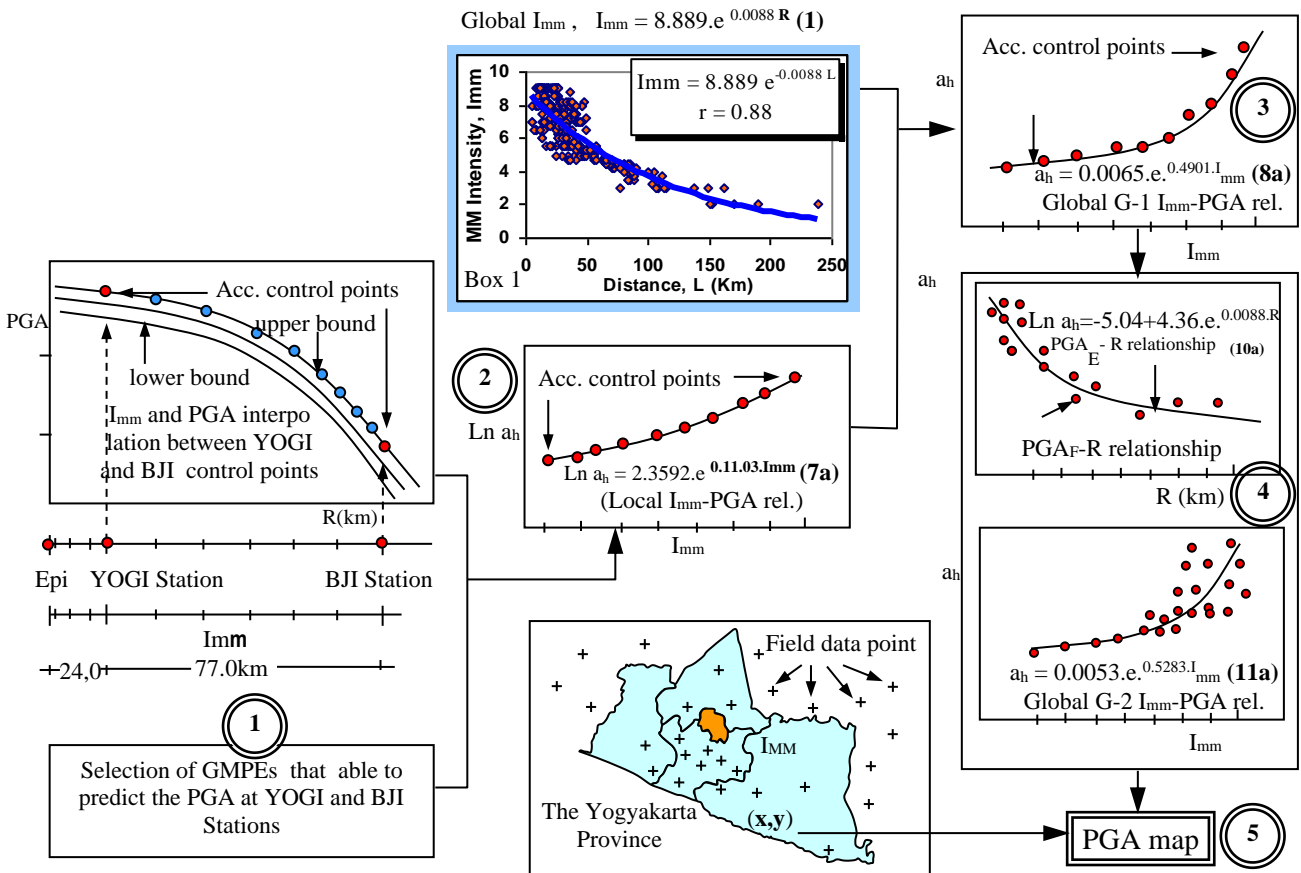 Global Imm , Imm = 8.889.e 0.0088 R (1)
MM Intensity, Imm
10
8
6
4
2
0
Imm = 8.889 e-0.0088 L
r = 0.88
0 50 100 150 200 250
Box 1
Distance, L (Km)
Acc. control points
ah
3
ah = 0.0065.e.0.4901.Imm (8a)
Global G-1 Imm-PGA rel.
Imm
PGA
Acc. control points
upper bound
lower bound
Imm and PGA interpo
lation between YOGI
and BJI control points
R(km)
Epi YOGI Station BJI Station
Imm
24,0 77.0km
1
Selection of GMPEs that able to
predict the PGA at YOGI and BJI
Stations
2
Acc. control points
Ln ah
Ln ah = 2.3592.e 0.11.03.Imm (7a)
(Local Imm-PGA rel.)
Imm
ah
Ln ah=-5.04+4.36.e.0.0088.R
PGAE - R relationship (10a)
PGAF-R relationship
R (km)
4
ah
ah = 0.0053.e.0.5283.Imm (11a)
Global G-2 Imm-PGA rel.
Imm
Field data point
IMM
The Yogyakarta
Province
(x,y)
PGA map
5